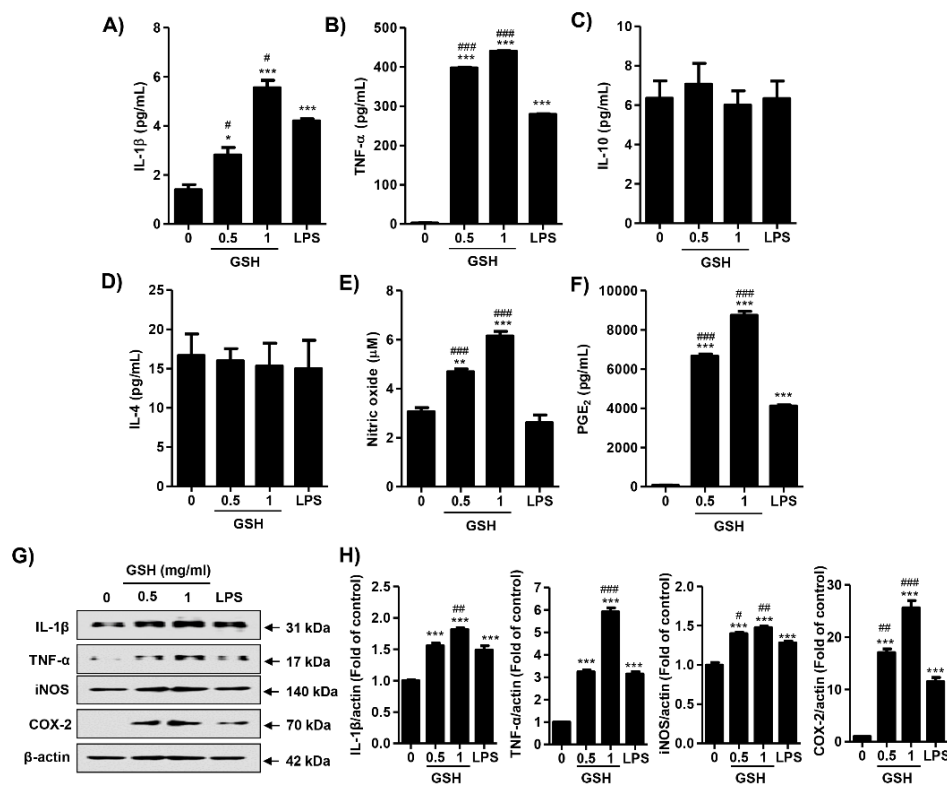 A)
IL-1β (pg/mL)
8
6
4
2
0
#
*
#
***
***
0 0.5 1 LPS
GSH
B)
TNF-α (pg/mL)
500
400
300
200
100
0
###
***
###
***
***
0 0.5 1 LPS
GSH
C)
IL-10 (pg/mL)
10
8
6
4
2
0
0 0.5 1 LPS
GSH
D)
IL-4 (pg/mL)
25
20
15
10
5
0
0 0.5 1 LPS
GSH
E)
Nitric oxide (μM)
8
6
4
2
0
###
**
###
***
0 0.5 1 LPS
GSH
F)
PGE2 (pg/mL)
10000
8000
6000
4000
2000
0
###
***
###
***
***
0 0.5 1 LPS
GSH
G)
GSH (mg/ml)
0 0.5 1 LPS
IL-1β 31 kDa
TNF-α 17 kDa
iNOS 140 kDa
COX-2 70 kDa
β-actin 42 kDa
H)
IL-1β/actin (Fold of control)
2.0
1.5
1.0
0.5
0.0
***
##
***
***
0 0.5 1 LPS
GSH
TNF-α/actin (Fold of control)
7
6
5
4
3
2
1
0
***
###
***
***
0 0.5 1 LPS
GSH
iNOS/actin (Fold of control)
2.0
1.5
1.0
0.5
0.0
#
***
##
***
***
0 0.5 1 LPS
GSH
COX-2/actin (Fold of control)
30
20
10
0
##
***
###
***
***
0 0.5 1 LPS
GSH